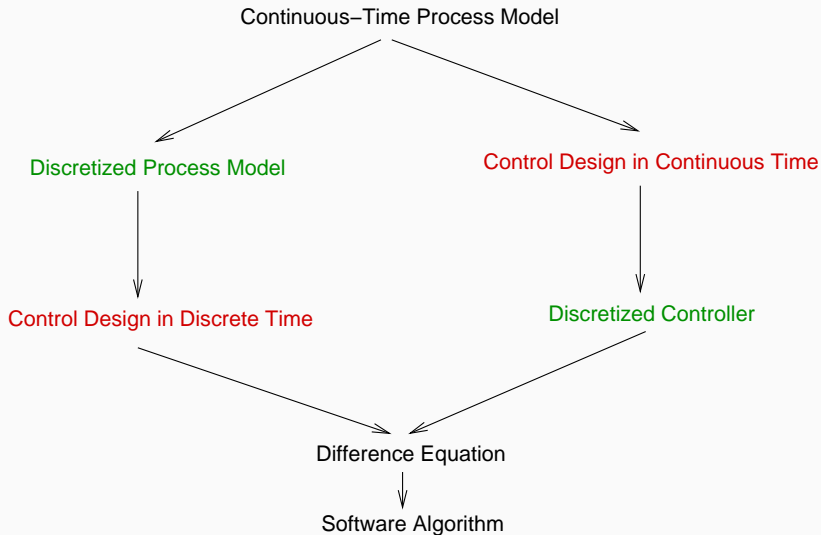 Continuous−Time Process Model
Discretized Process Model
Control Design in Continuous Time
Control Design in Discrete Time
Discretized Controller
Difference Equation
Software Algorithm